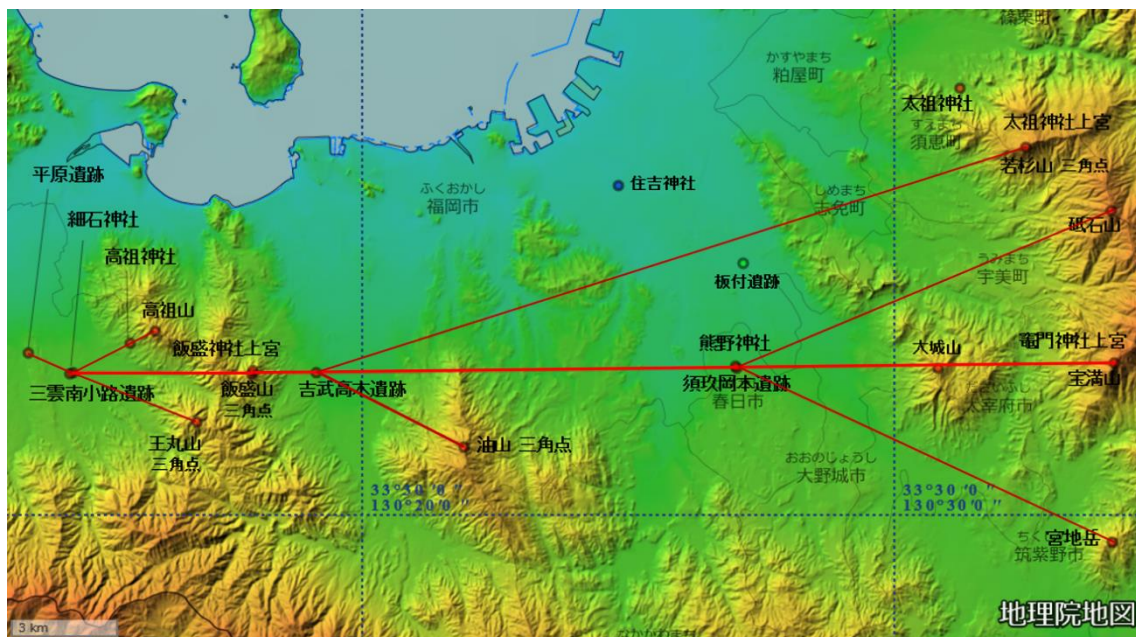 篠栗町
かすやまち
粕屋町
太祖神社
すえまち
須恵町
太祖神社上宮
若杉山 三角点
平原遺跡
ふくおかし
福岡市
住吉神社
しめまち
志免町
砥石山
細石神社
うみまち
宇美町
高祖神社
板付遺跡
高祖山
飯盛神社上宮
熊野神社
大城山
竈門神社上宮
三雲南小路遺跡
飯盛山
三角点
吉武高木遺跡
須玖岡本遺跡
春日市
宝満山
太宰府市
王丸山
三角点
油山 三角点
おおのじょうし
大野城市
33°30'0"
130°20'0"
33°30'0"
130°30'0"
宮地岳
筑紫野市
3 km
なかがわまち
地理院地図